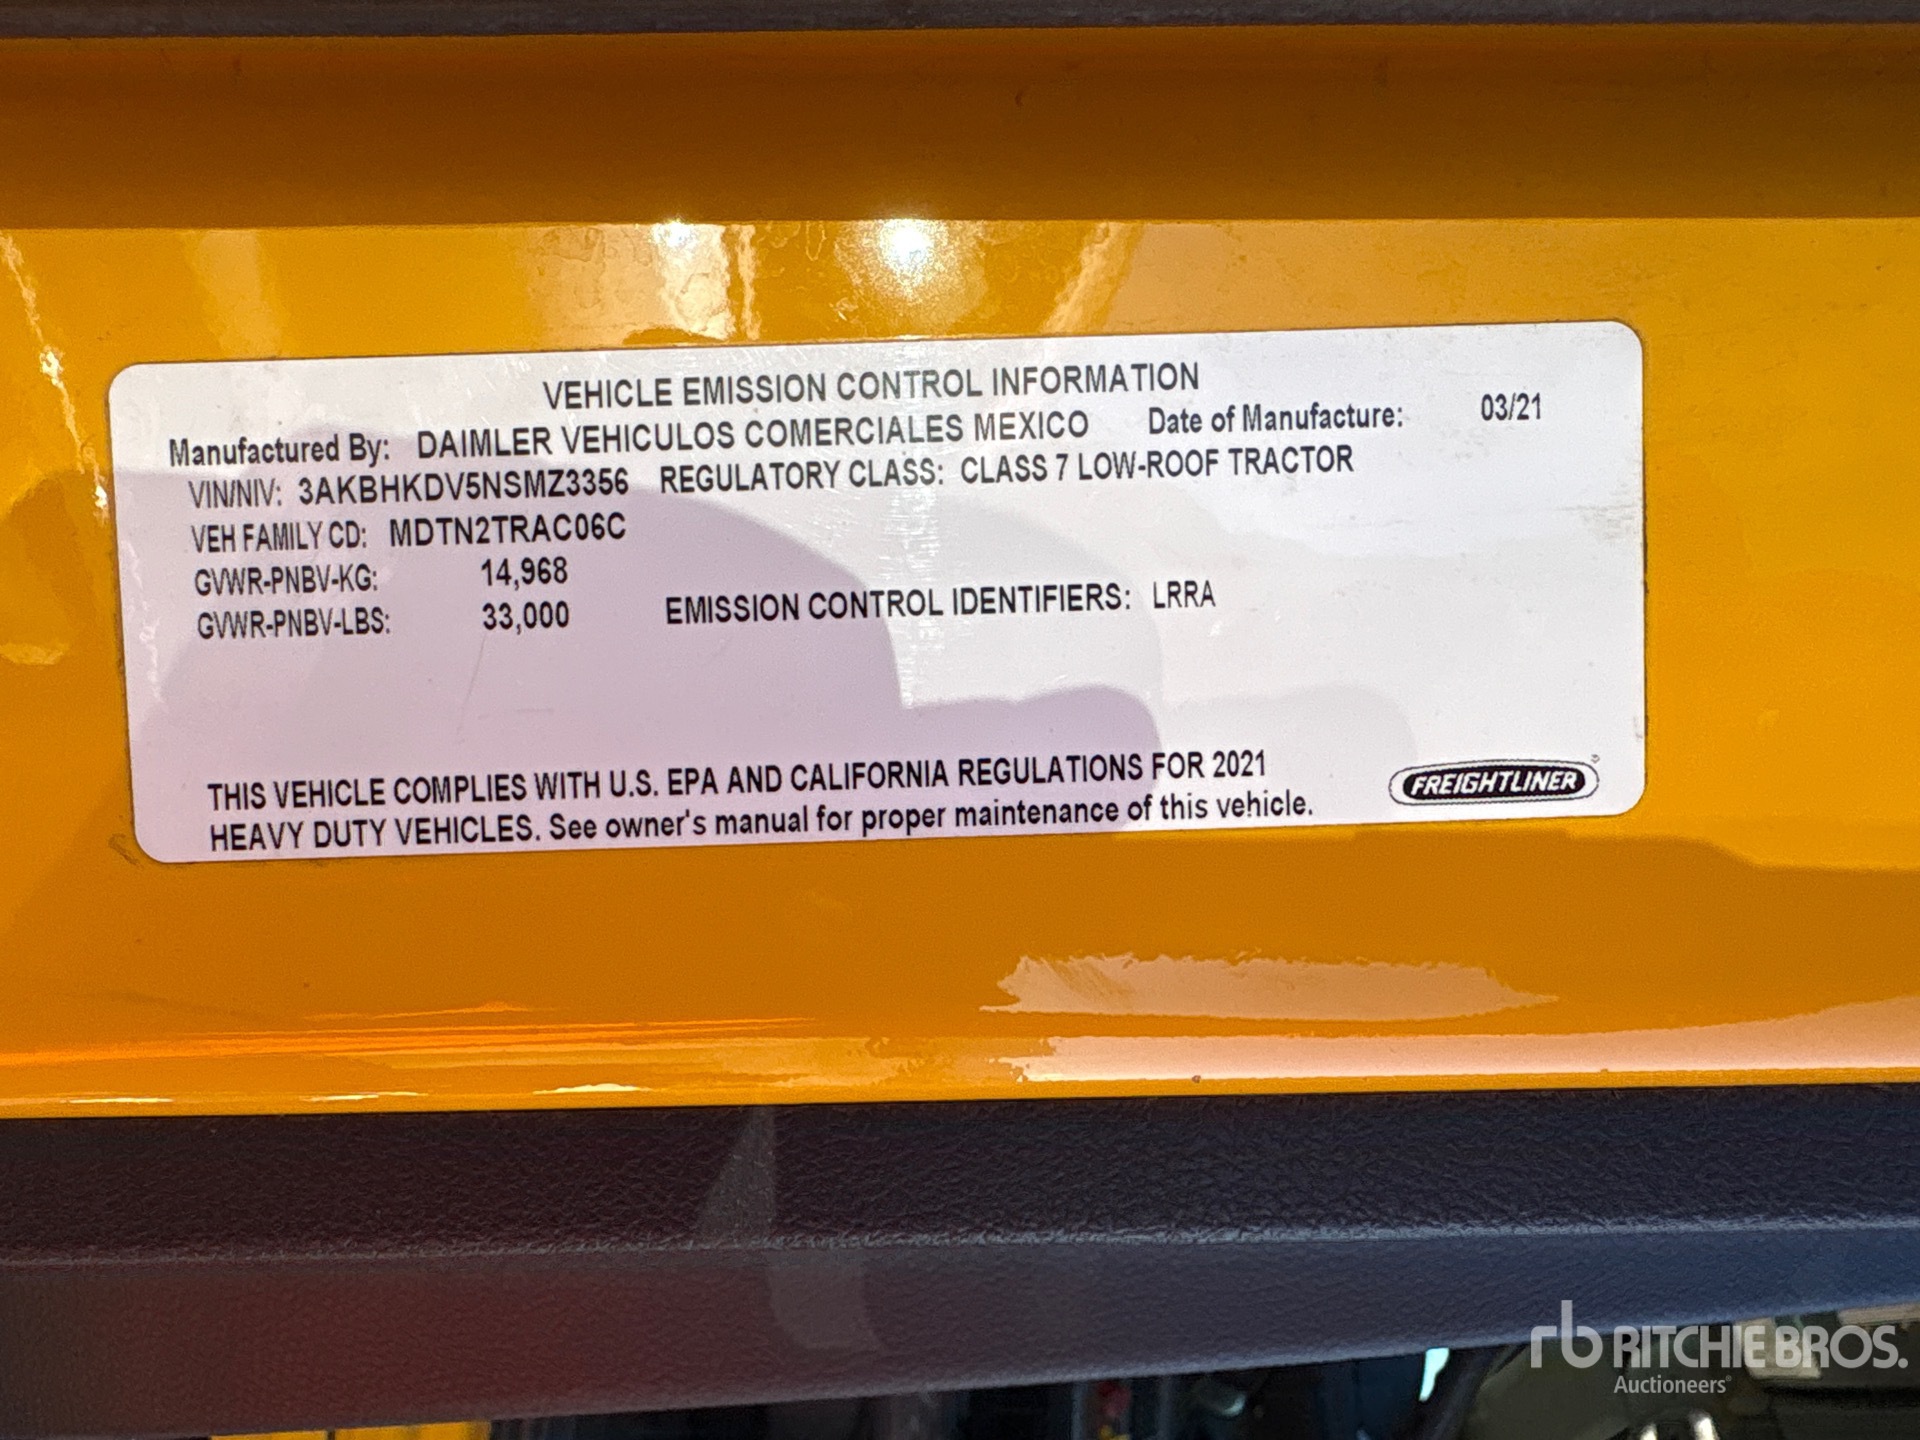 VEHICLE EMISSION CONTROL INFORMATION
Manufactured By: DAIMLER VEHICULOS COMERCIALES MEXICO Date of Manufacture: 03/21
VIN/NIV: 3AKBHKDV5NSMZ3356 REGULATORY CLASS: CLASS 7 LOW-ROOF TRACTOR
VEH FAMILY CD: MDTN2TRAC06C
GVWR-PNBV-KG: 14,968
GVWR-PNBV-LBS: 33,000 EMISSION CONTROL IDENTIFIERS: LRRA
THIS VEHICLE COMPLIES WITH U.S. EPA AND CALIFORNIA REGULATIONS FOR 2021
HEAVY DUTY VEHICLES. See owner's manual for proper maintenance of this vehicle.
FREIGHTLINER
rb RITCHIE BROS.
Auctioneers